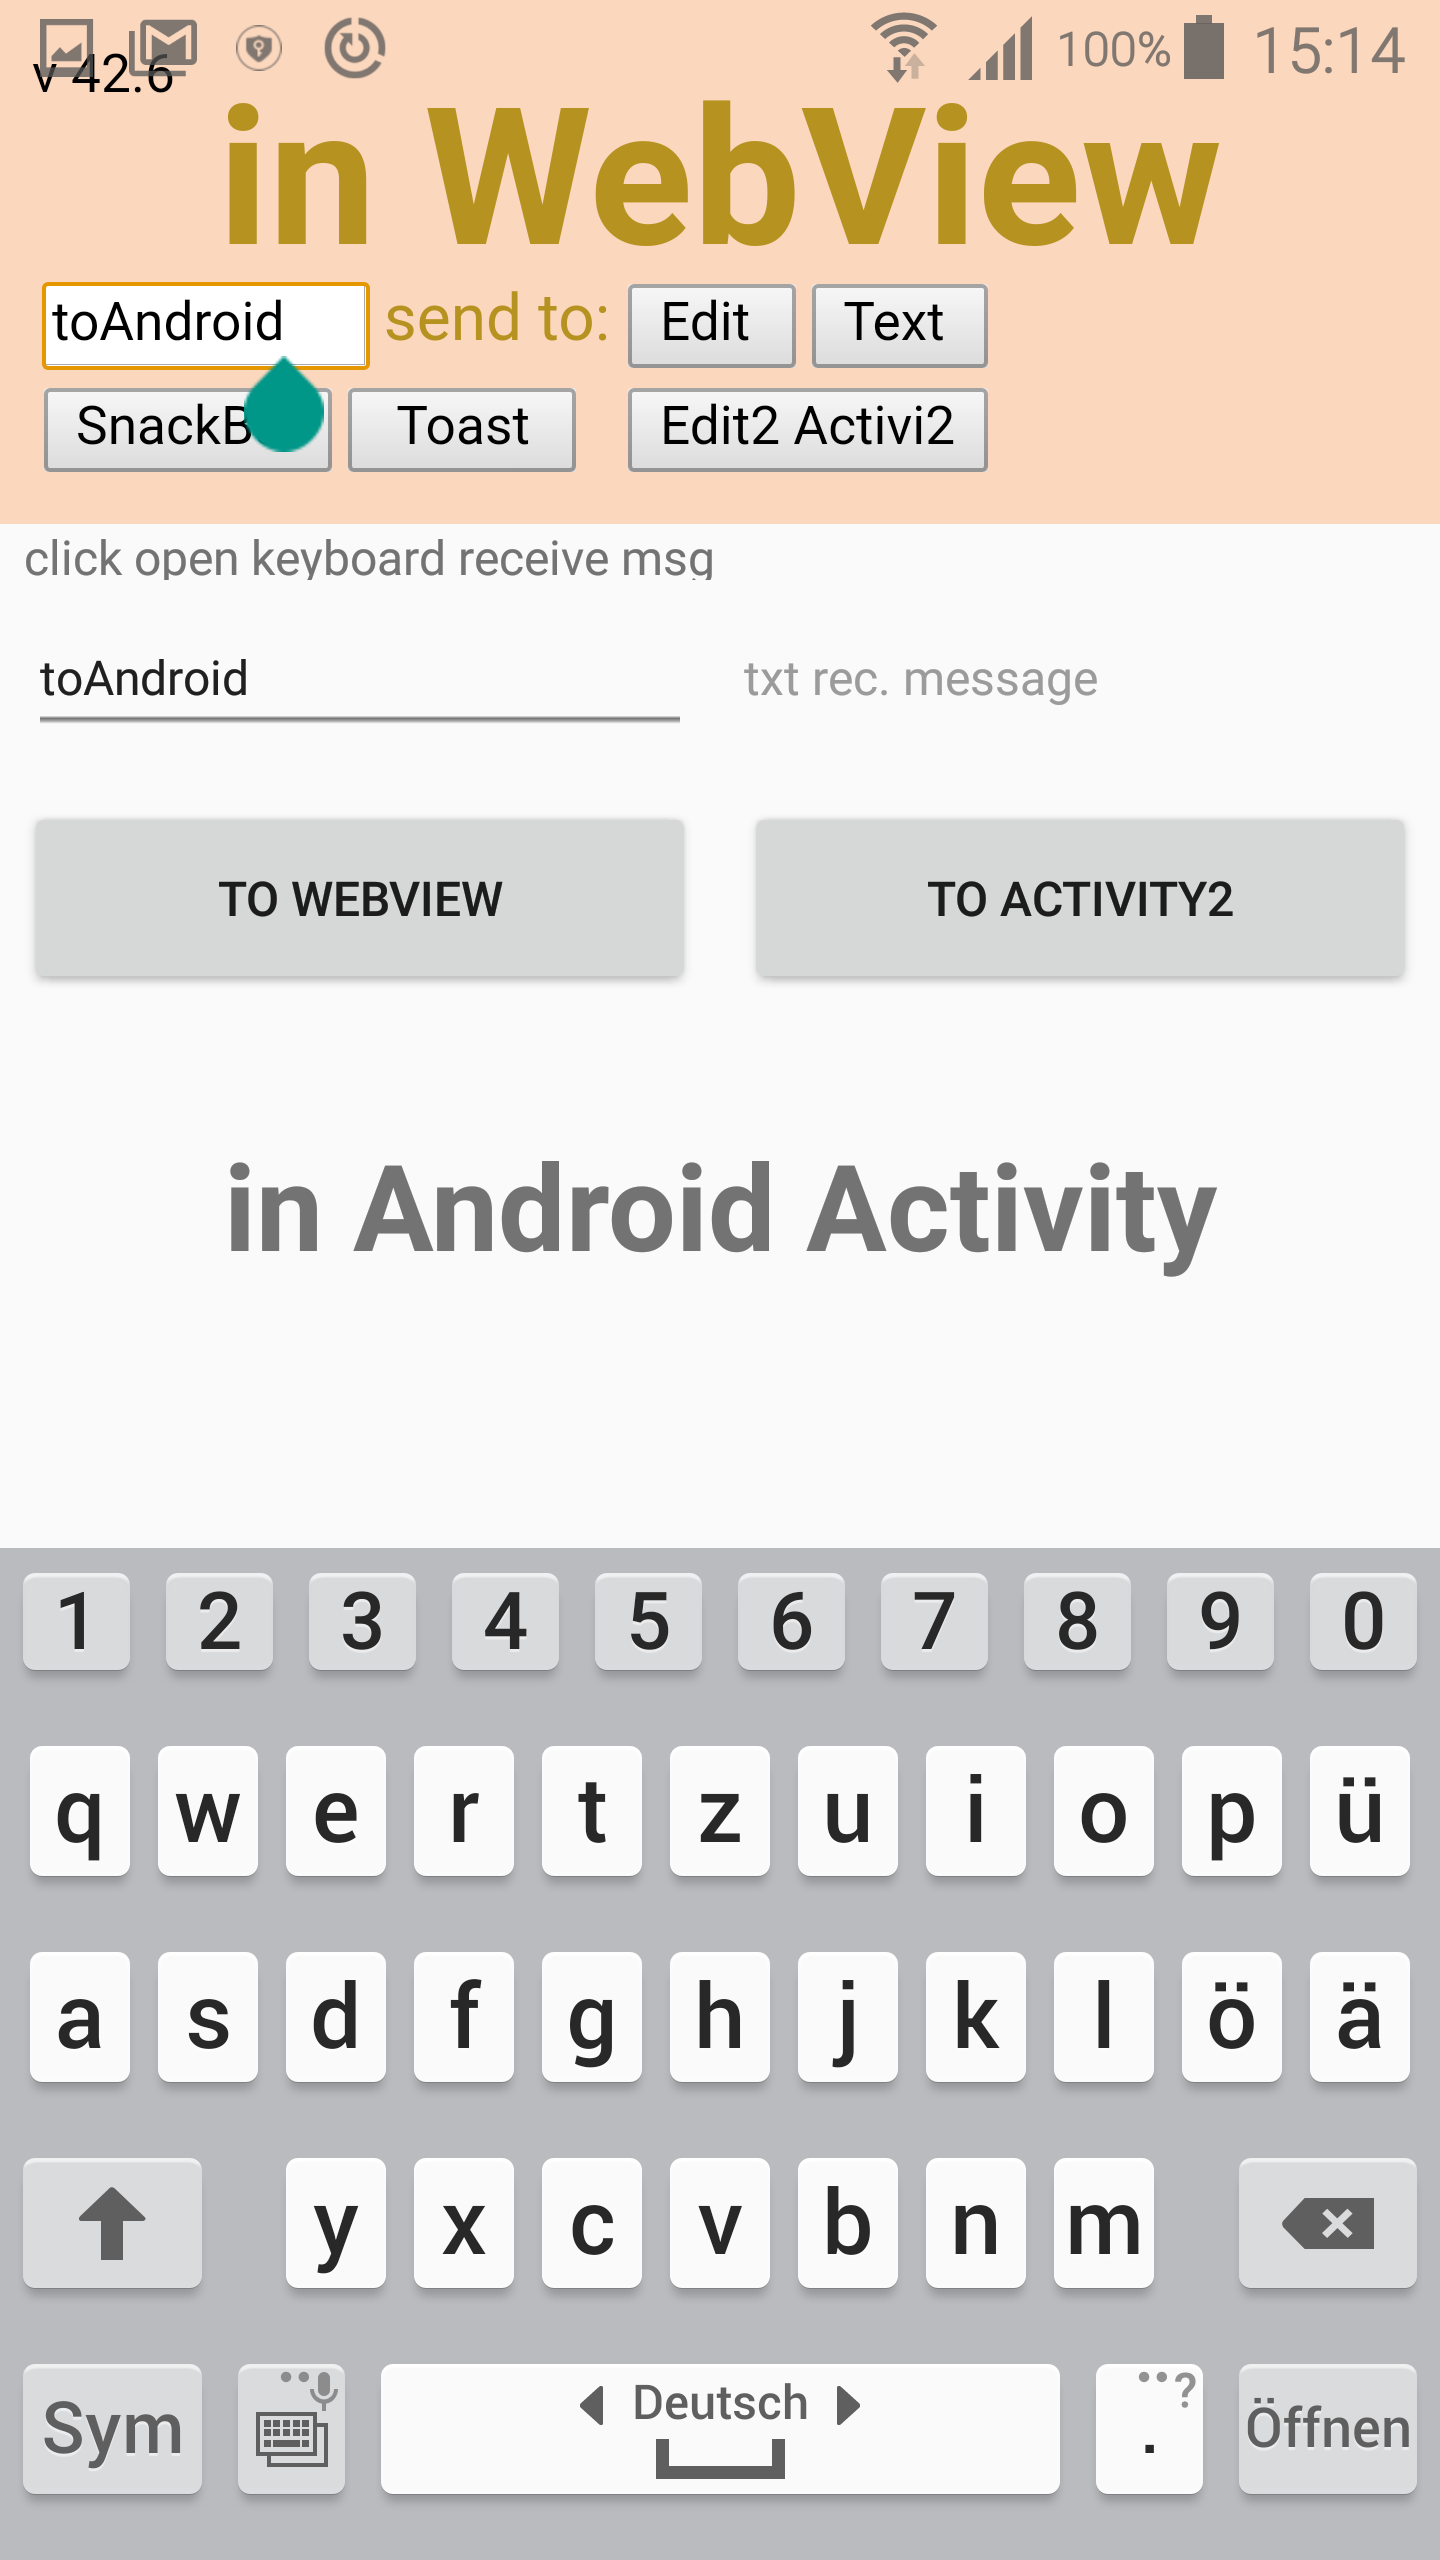 100% 15:14
v 42.6
in WebView
toAndroid send to: Edit Text
Toast Edit2 Activi2
click open keyboard receive msg
toAndroid txt rec. message
TO WEBVIEW TO ACTIVITY2
in Android Activity
1 2 3 4 5 6 7 8 9 0
q w e r t z u i o p ü
a s d f g h j k l ö ä
y x c v b n m
Sym Deutsch . ? Öffnen